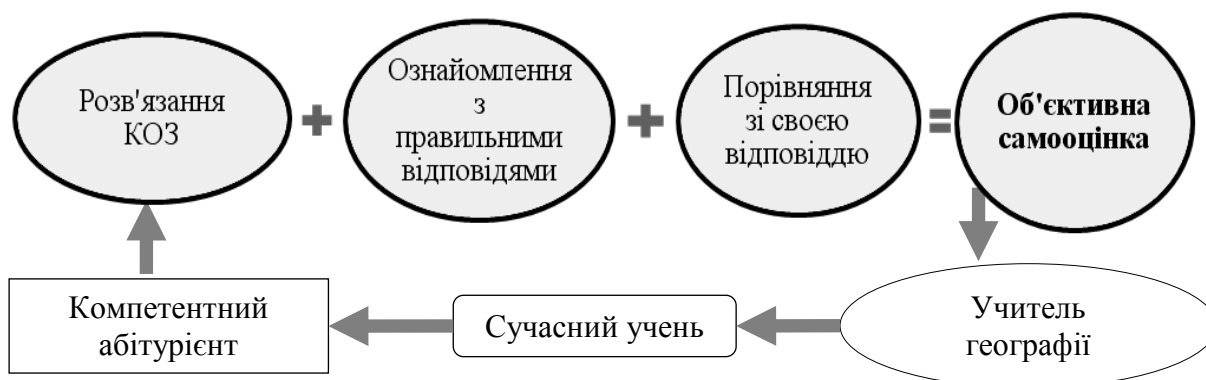 Розв'язання
КОЗ
+
Ознайомлення
з
правильними
відповідями
+
Порівняння
зі своєю
відповіддю
=
Об'єктивна
самооцінка
Компетентний
абітурієнт
Сучасний учень
Учитель
географії